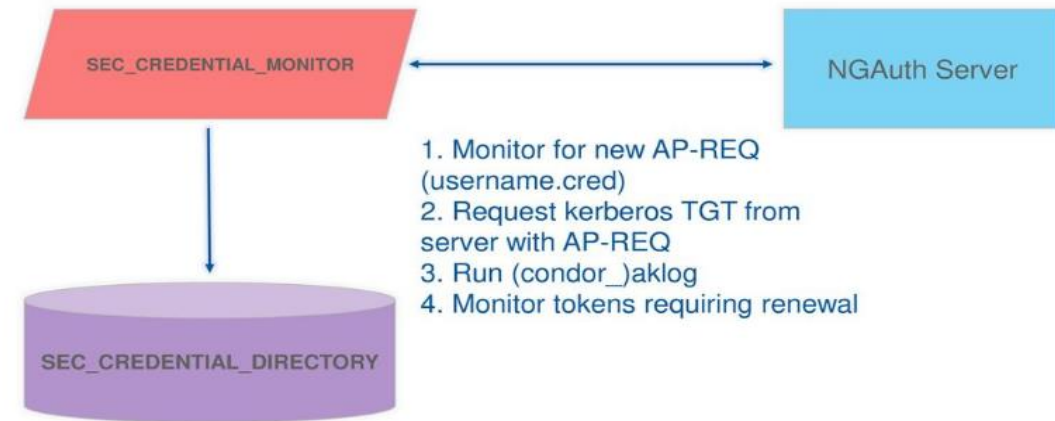 SEC_CREDENTIAL_MONITOR
NGAuth Server
1. Monitor for new AP-REQ
(username.cred)
2. Request kerberos TGT from
server with AP-REQ
3. Run (condor_)aklog
4. Monitor tokens requiring renewal
SEC_CREDENTIAL_DIRECTORY